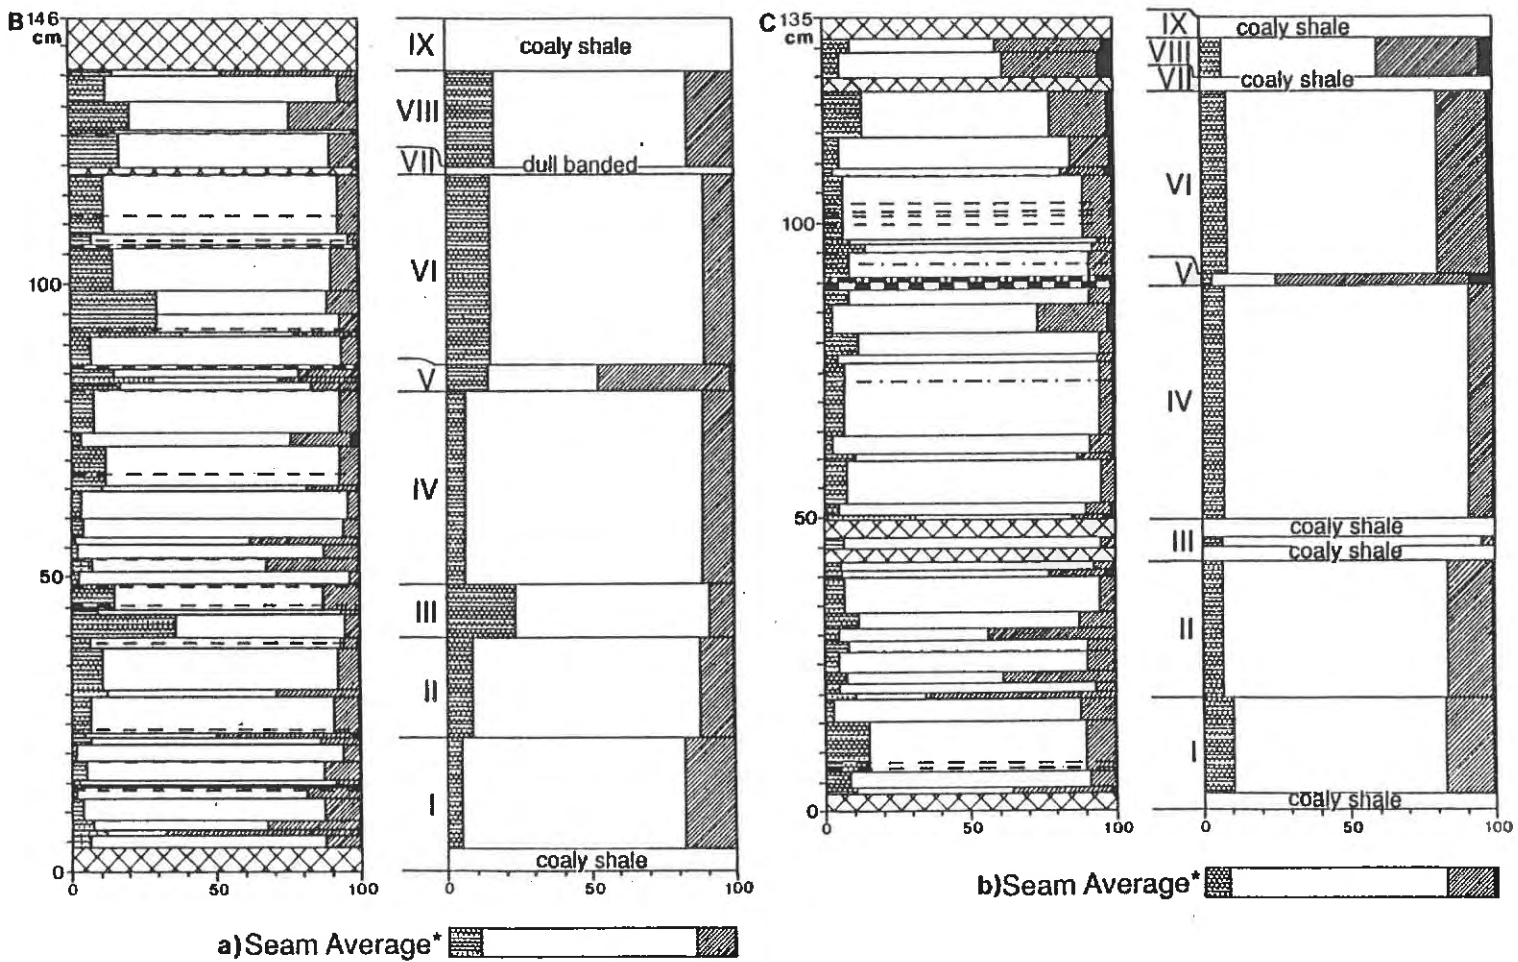 B 146
cm
100
50
0
0 50 100
IX coaly shale
VIII
VII dull banded
VI
V
IV
III
II
I
coaly shale
0 50 100
a) Seam Average*
C 135
cm
100
50
0
0 50 100
IX coaly shale
VIII
VII coaly shale
VI
V
IV
coaly shale
III
coaly shale
II
I
coaly shale
0 50 100
b) Seam Average*